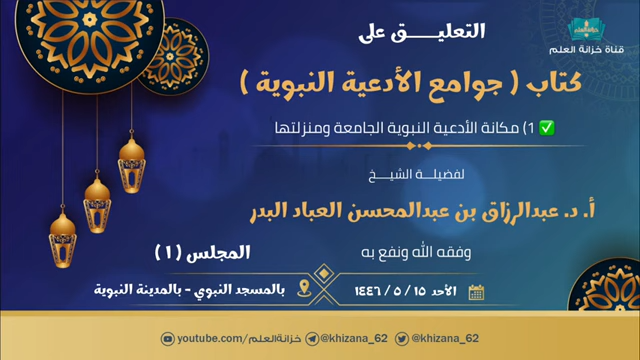 قناة خزانة العلم
التعليق على
كتاب ( جوامع الأدعية النبوية )
✅ 1) مكانة الأدعية النبوية الجامعة ومنزلتها
لفضيلة الشيخ
أ. د. عبدالرزاق بن عبدالمحسن العباد البدر
وفقه الله ونفع به
المجلس ( ١ )
الأحد ١٥ / ٥ / ١٤٤٦
بالمسجد النبوي - بالمدينة النبوية
youtube.com/خزانةالعلم @khizana_62 @khizana_62